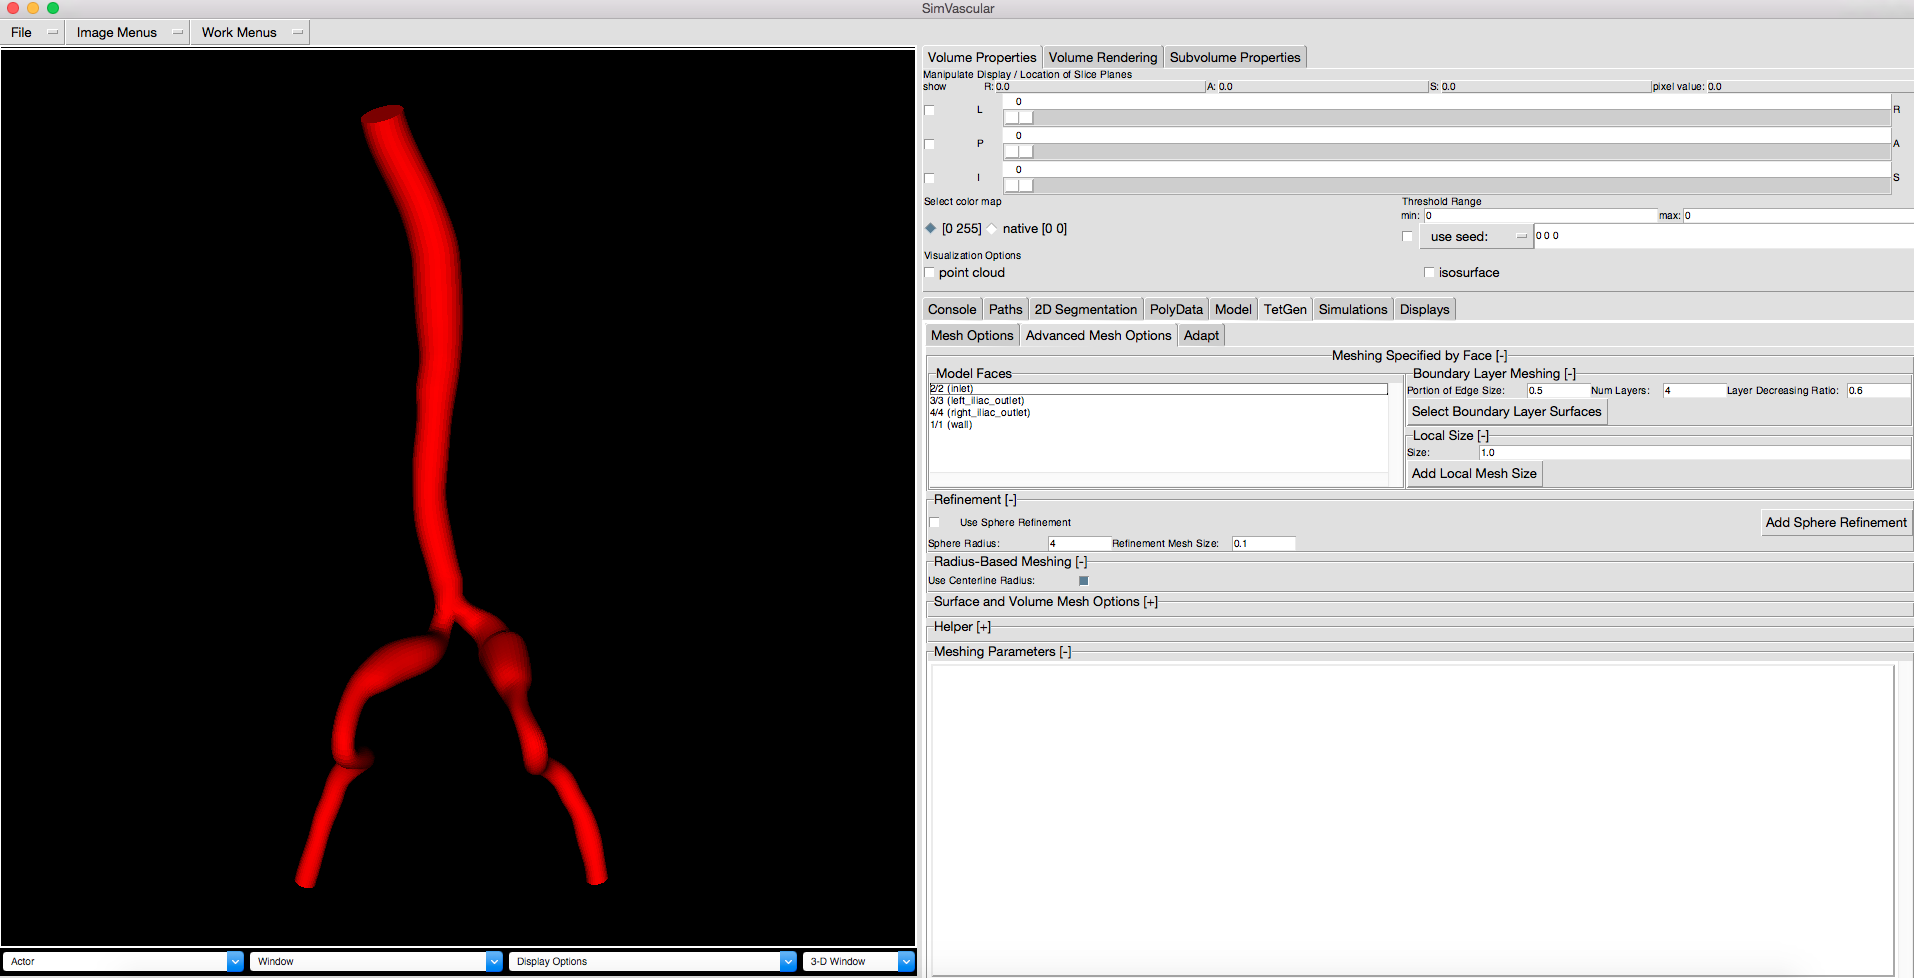 SimVascular
File Image Menus Work Menus
Volume Properties Volume Rendering Subvolume Properties
Manipulate Display / Location of Slice Planes
show R: 0.0 A: 0.0 S: 0.0 pixel value: 0.0
0
L R
0
P A
0
I S
Select color map Threshold Range
min: 0 max: 0
[0 255] native [0 0] use seed: 0 0 0
Visualization Options
point cloud isosurface
Console Paths 2D Segmentation PolyData Model TetGen Simulations Displays
Mesh Options Advanced Mesh Options Adapt
Meshing Specified by Face [-]
Model Faces
2/2 (inlet)
3/3 (left_iliac_outlet)
4/4 (right_iliac_outlet)
1/1 (wall)
Boundary Layer Meshing [-]
Portion of Edge Size: 0.5 Num Layers: 4 Layer Decreasing Ratio: 0.6
Select Boundary Layer Surfaces
Local Size [-]
Size: 1.0
Add Local Mesh Size
Refinement [-]
Use Sphere Refinement Add Sphere Refinement
Sphere Radius: 4 Refinement Mesh Size: 0.1
Radius-Based Meshing [-]
Use Centerline Radius:
Surface and Volume Mesh Options [+]
Helper [+]
Meshing Parameters [-]
Actor Window Display Options 3-D Window